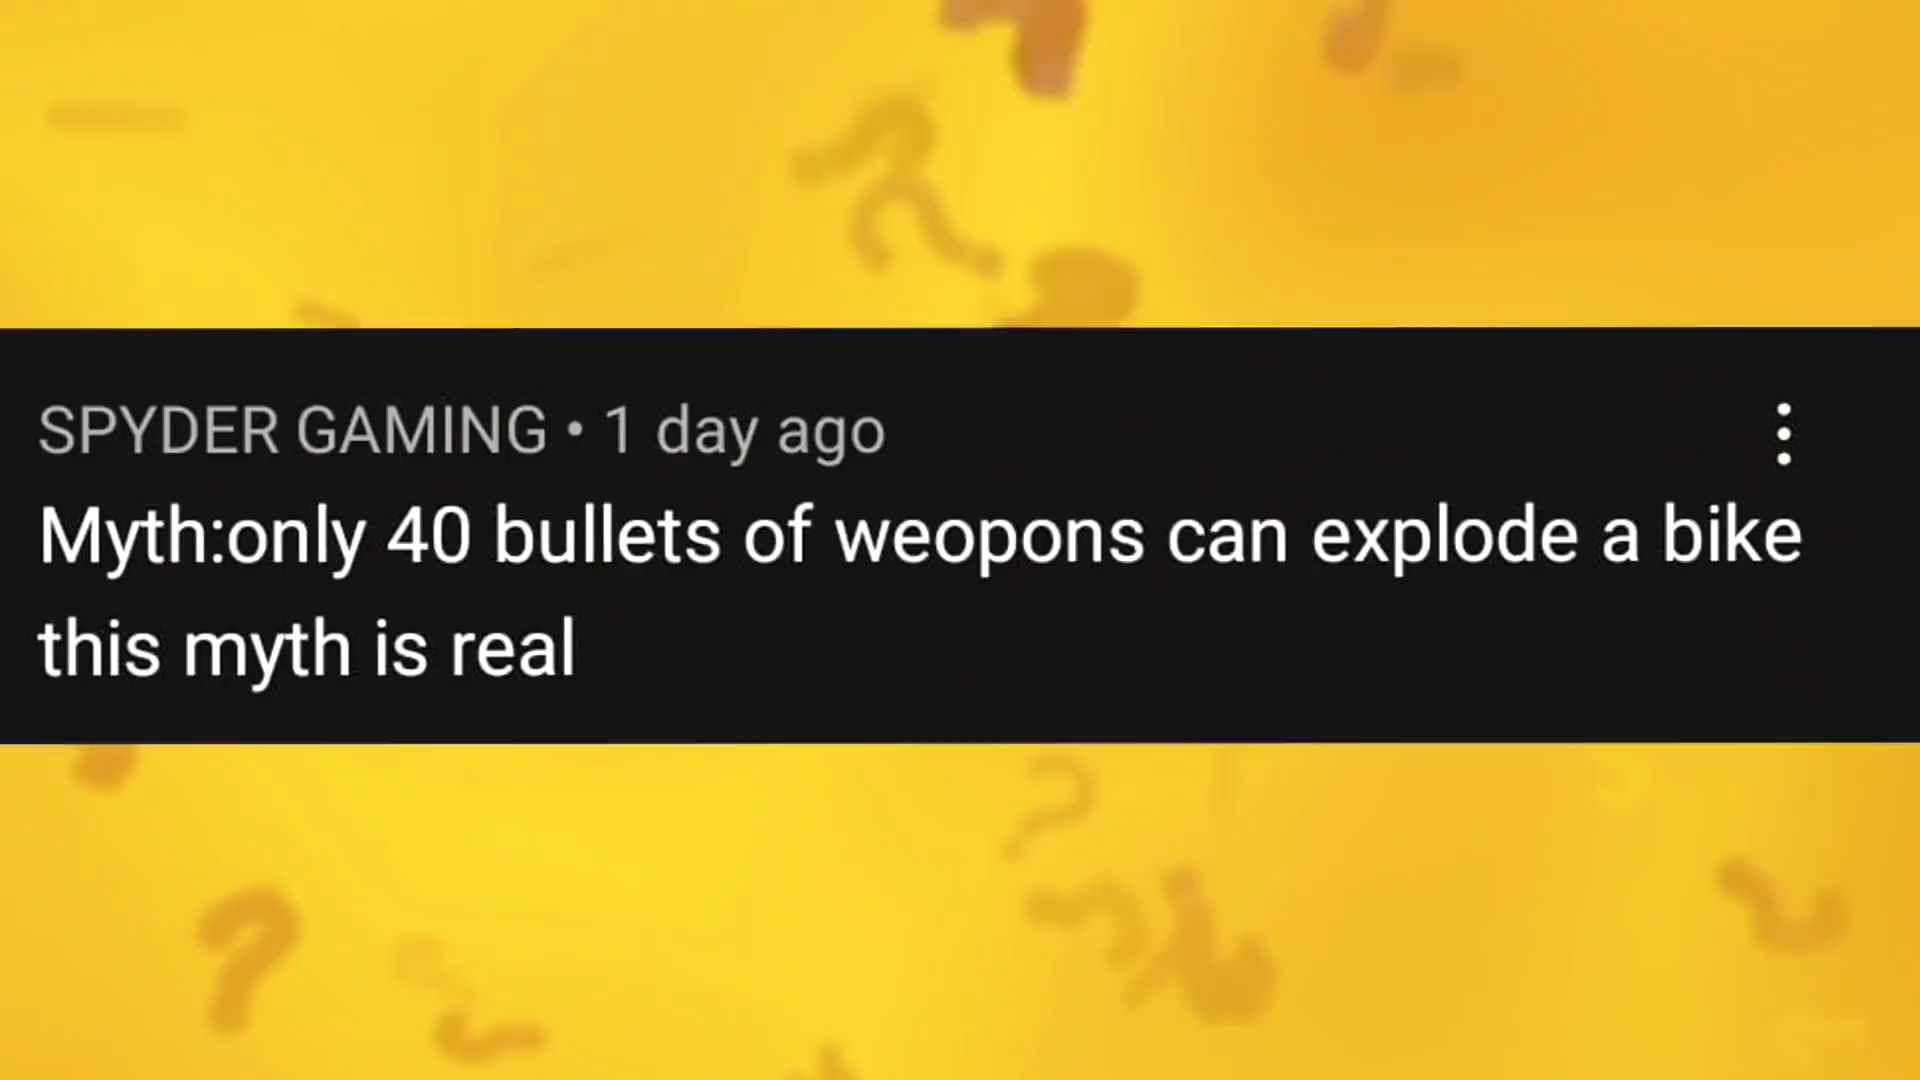 SPYDER GAMING • 1 day ago
Myth:only 40 bullets of weopons can explode a bike
this myth is real